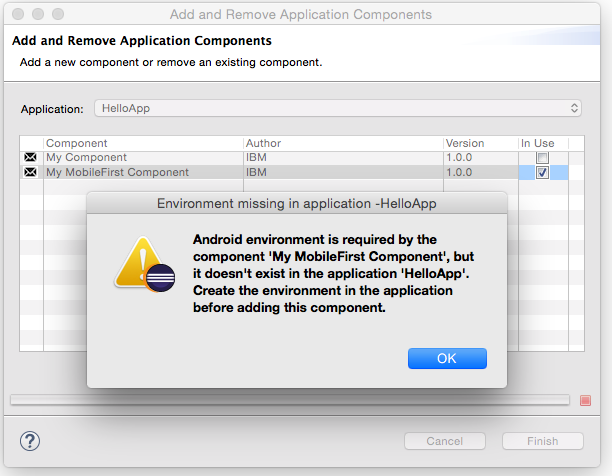 Add and Remove Application Components
Add and Remove Application Components
Add a new component or remove an existing component.
Application: HelloApp
Component Author Version In Use
My Component IBM 1.0.0
My MobileFirst Component IBM 1.0.0
Environment missing in application -HelloApp
Android environment is required by the
component 'My MobileFirst Component', but
it doesn't exist in the application 'HelloApp'.
Create the environment in the application
before adding this component.
OK
? Cancel Finish